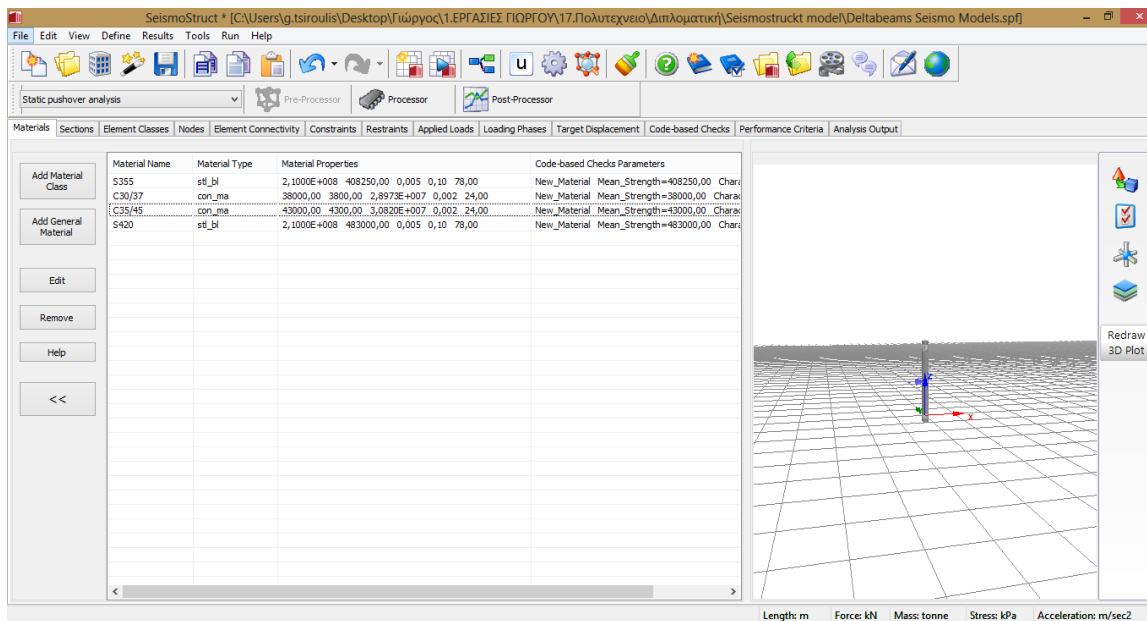 SeismoStruct * [C:\Users\g.tsiroulis\Desktop\Γιώργος\1.ΕΡΓΑΣΙΕΣ ΓΙΩΡΓΟΥ\17.Πολυτεχνειο\Διπλοματική\Seismostruckt model\Deltabeams Seismo Models.spf]
File Edit View Define Results Tools Run Help
u
Static pushover analysis Pre-Processor Processor Post-Processor
Materials Sections Element Classes Nodes Element Connectivity Constraints Restraints Applied Loads Loading Phases Target Displacement Code-based Checks Performance Criteria Analysis Output
Add Material Class
Add General Material
Edit
Remove
Help
<<
Material Name Material Type Material Properties Code-based Checks Parameters
S355 stl_bl 2,1000E+008 408250,00 0,005 0,10 78,00 New_Material Mean_Strength=408250,00 Chara
C30/37 con_ma 38000,00 3800,00 2,8973E+007 0,002 24,00 New_Material Mean_Strength=38000,00 Charac
C35/45 con_ma 43000,00 4300,00 3,0820E+007 0,002 24,00 New_Material Mean_Strength=43000,00 Charac
S420 stl_bl 2,1000E+008 483000,00 0,005 0,10 78,00 New_Material Mean_Strength=483000,00 Chara
z
x
Redraw
3D Plot
Length: m Force: kN Mass: tonne Stress: kPa Acceleration: m/sec2